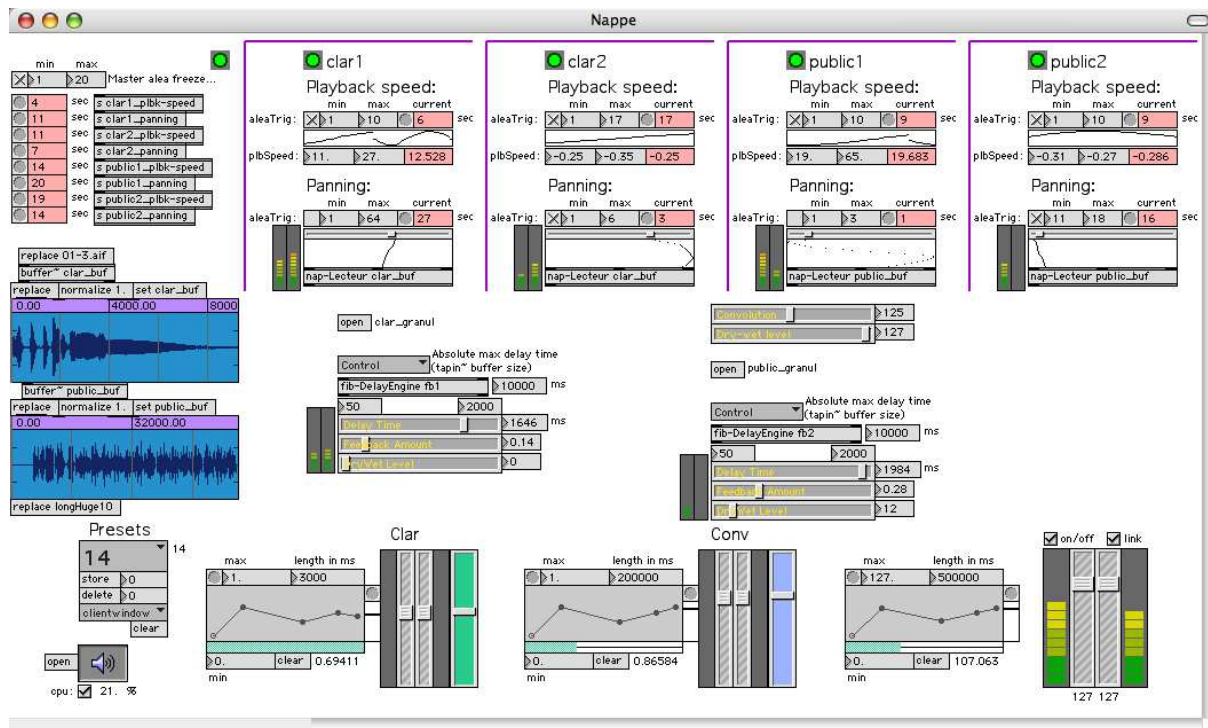 Nappe
min max
1 20 Master alea freeze...
4 sec s clar1_plbk-speed
11 sec s clar1_panning
11 sec s clar2_plbk-speed
7 sec s clar2_panning
14 sec s public1_plbk-speed
20 sec s public1_panning
19 sec s public2_plbk-speed
14 sec s public2_panning
clar1
Playback speed:
min max current
aleaTrig: 1 10 6 sec
plbSpeed: 11. 27. 12.528
Panning:
min max current
aleaTrig: 1 64 27 sec
nap-Lecteur clar_buf
clar2
Playback speed:
min max current
aleaTrig: 1 17 17 sec
plbSpeed: -0.25 -0.35 -0.25
Panning:
min max current
aleaTrig: 1 6 3 sec
nap-Lecteur clar_buf
public1
Playback speed:
min max current
aleaTrig: 1 10 9 sec
plbSpeed: 19. 65. 19.683
Panning:
min max current
aleaTrig: 1 3 1 sec
nap-Lecteur public_buf
public2
Playback speed:
min max current
aleaTrig: 1 10 9 sec
plbSpeed: -0.31 -0.27 -0.286
Panning:
min max current
aleaTrig: 11 18 16 sec
nap-Lecteur public_buf
replace 01-3.aif
buffer~ clar_buf
replace normalize 1. set clar_buf
0.00 4000.00 8000
buffer~ public_buf
replace normalize 1. set public_buf
0.00 32000.00
replace longHuge10
open clar_granul
Control Absolute max delay time
(tapin~ buffer size)
fib-DelayEngine fb1 10000 ms
50 2000
Delay Time 1646 ms
Feedback Amount 0.14
Dry/Wet Level 0
Convolution 125
Dry-wet level 127
open public_granul
Control Absolute max delay time
(tapin~ buffer size)
fib-DelayEngine fb2 10000 ms
50 2000
Delay Time 1984 ms
Feedback Amount 0.28
Dry/Wet Level 12
Presets
14 14
store 0
delete 0
clientwindow
clear
open
cpu: 21. %
Clar
max length in ms
1. 3000
0. clear 0.69411
min
Conv
max length in ms
1. 200000
0. clear 0.86584
min
max length in ms
127. 500000
0. clear 107.063
min
on/off link
127 127